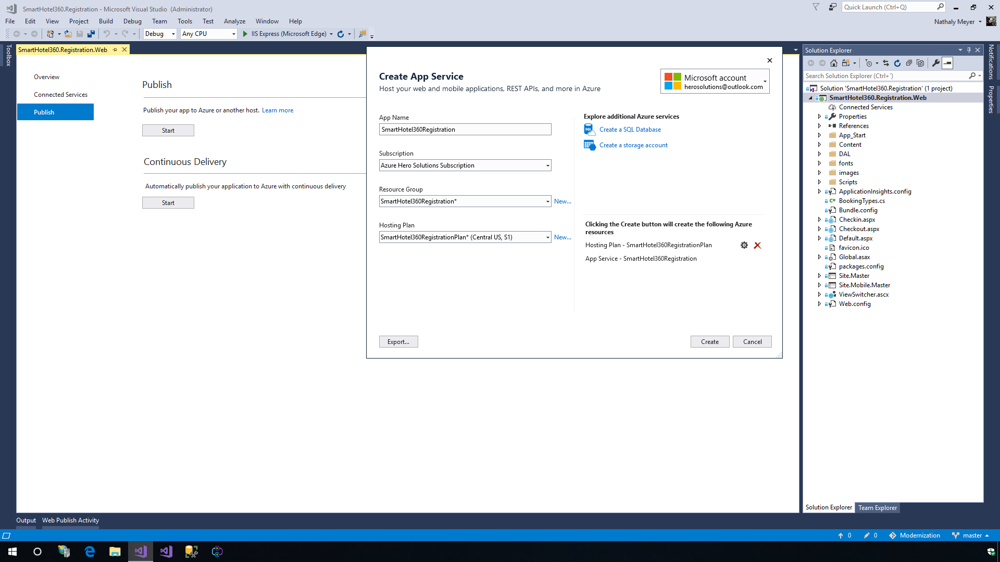 SmartHotel360.Registration - Microsoft Visual Studio (Administrator)
Quick Launch (Ctrl+Q)
File Edit View Project Build Debug Team Tools Test Analyze Window Help
Nathaly Meyer
Debug Any CPU IIS Express (Microsoft Edge)
Toolbox
SmartHotel360.Registration.Web
Overview
Connected Services
Publish
Publish
Publish your app to Azure or another host. Learn more
Start
Continuous Delivery
Automatically publish your application to Azure with continuous delivery
Start
Create App Service
Host your web and mobile applications, REST APIs, and more in Azure
Microsoft account
herosolutions@outlook.com
App Name
SmartHotel360Registration
Subscription
Azure Hero Solutions Subscription
Resource Group
SmartHotel360Registration* New...
Hosting Plan
SmartHotel360RegistrationPlan* (Central US, S1) New...
Explore additional Azure services
SQL
Create a SQL Database
Create a storage account
Clicking the Create button will create the following Azure
resources
Hosting Plan - SmartHotel360RegistrationPlan
App Service - SmartHotel360Registration
Export...
Create
Cancel
Solution Explorer
Search Solution Explorer (Ctrl+´)
Solution 'SmartHotel360.Registration' (1 project)
SmartHotel360.Registration.Web
Connected Services
Properties
References
App_Start
Content
DAL
fonts
images
Scripts
ApplicationInsights.config
C# BookingTypes.cs
Bundle.config
Checkin.aspx
Checkout.aspx
Default.aspx
favicon.ico
Global.asax
packages.config
Site.Master
Site.Mobile.Master
ViewSwitcher.ascx
Web.config
Solution Explorer Team Explorer
Notifications
Properties
Output Web Publish Activity
0 0 Modernization master